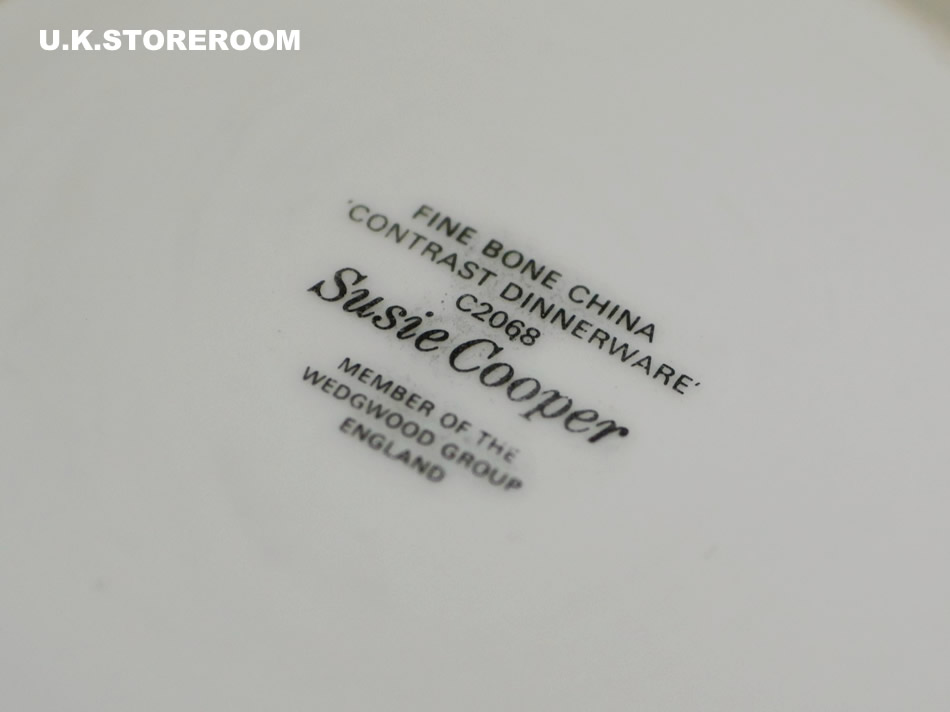 U.K.STOREROOM
FINE BONE CHINA
'CONTRAST DINNERWARE'
C2068
Susie Cooper
MEMBER OF THE
WEDGWOOD GROUP
ENGLAND